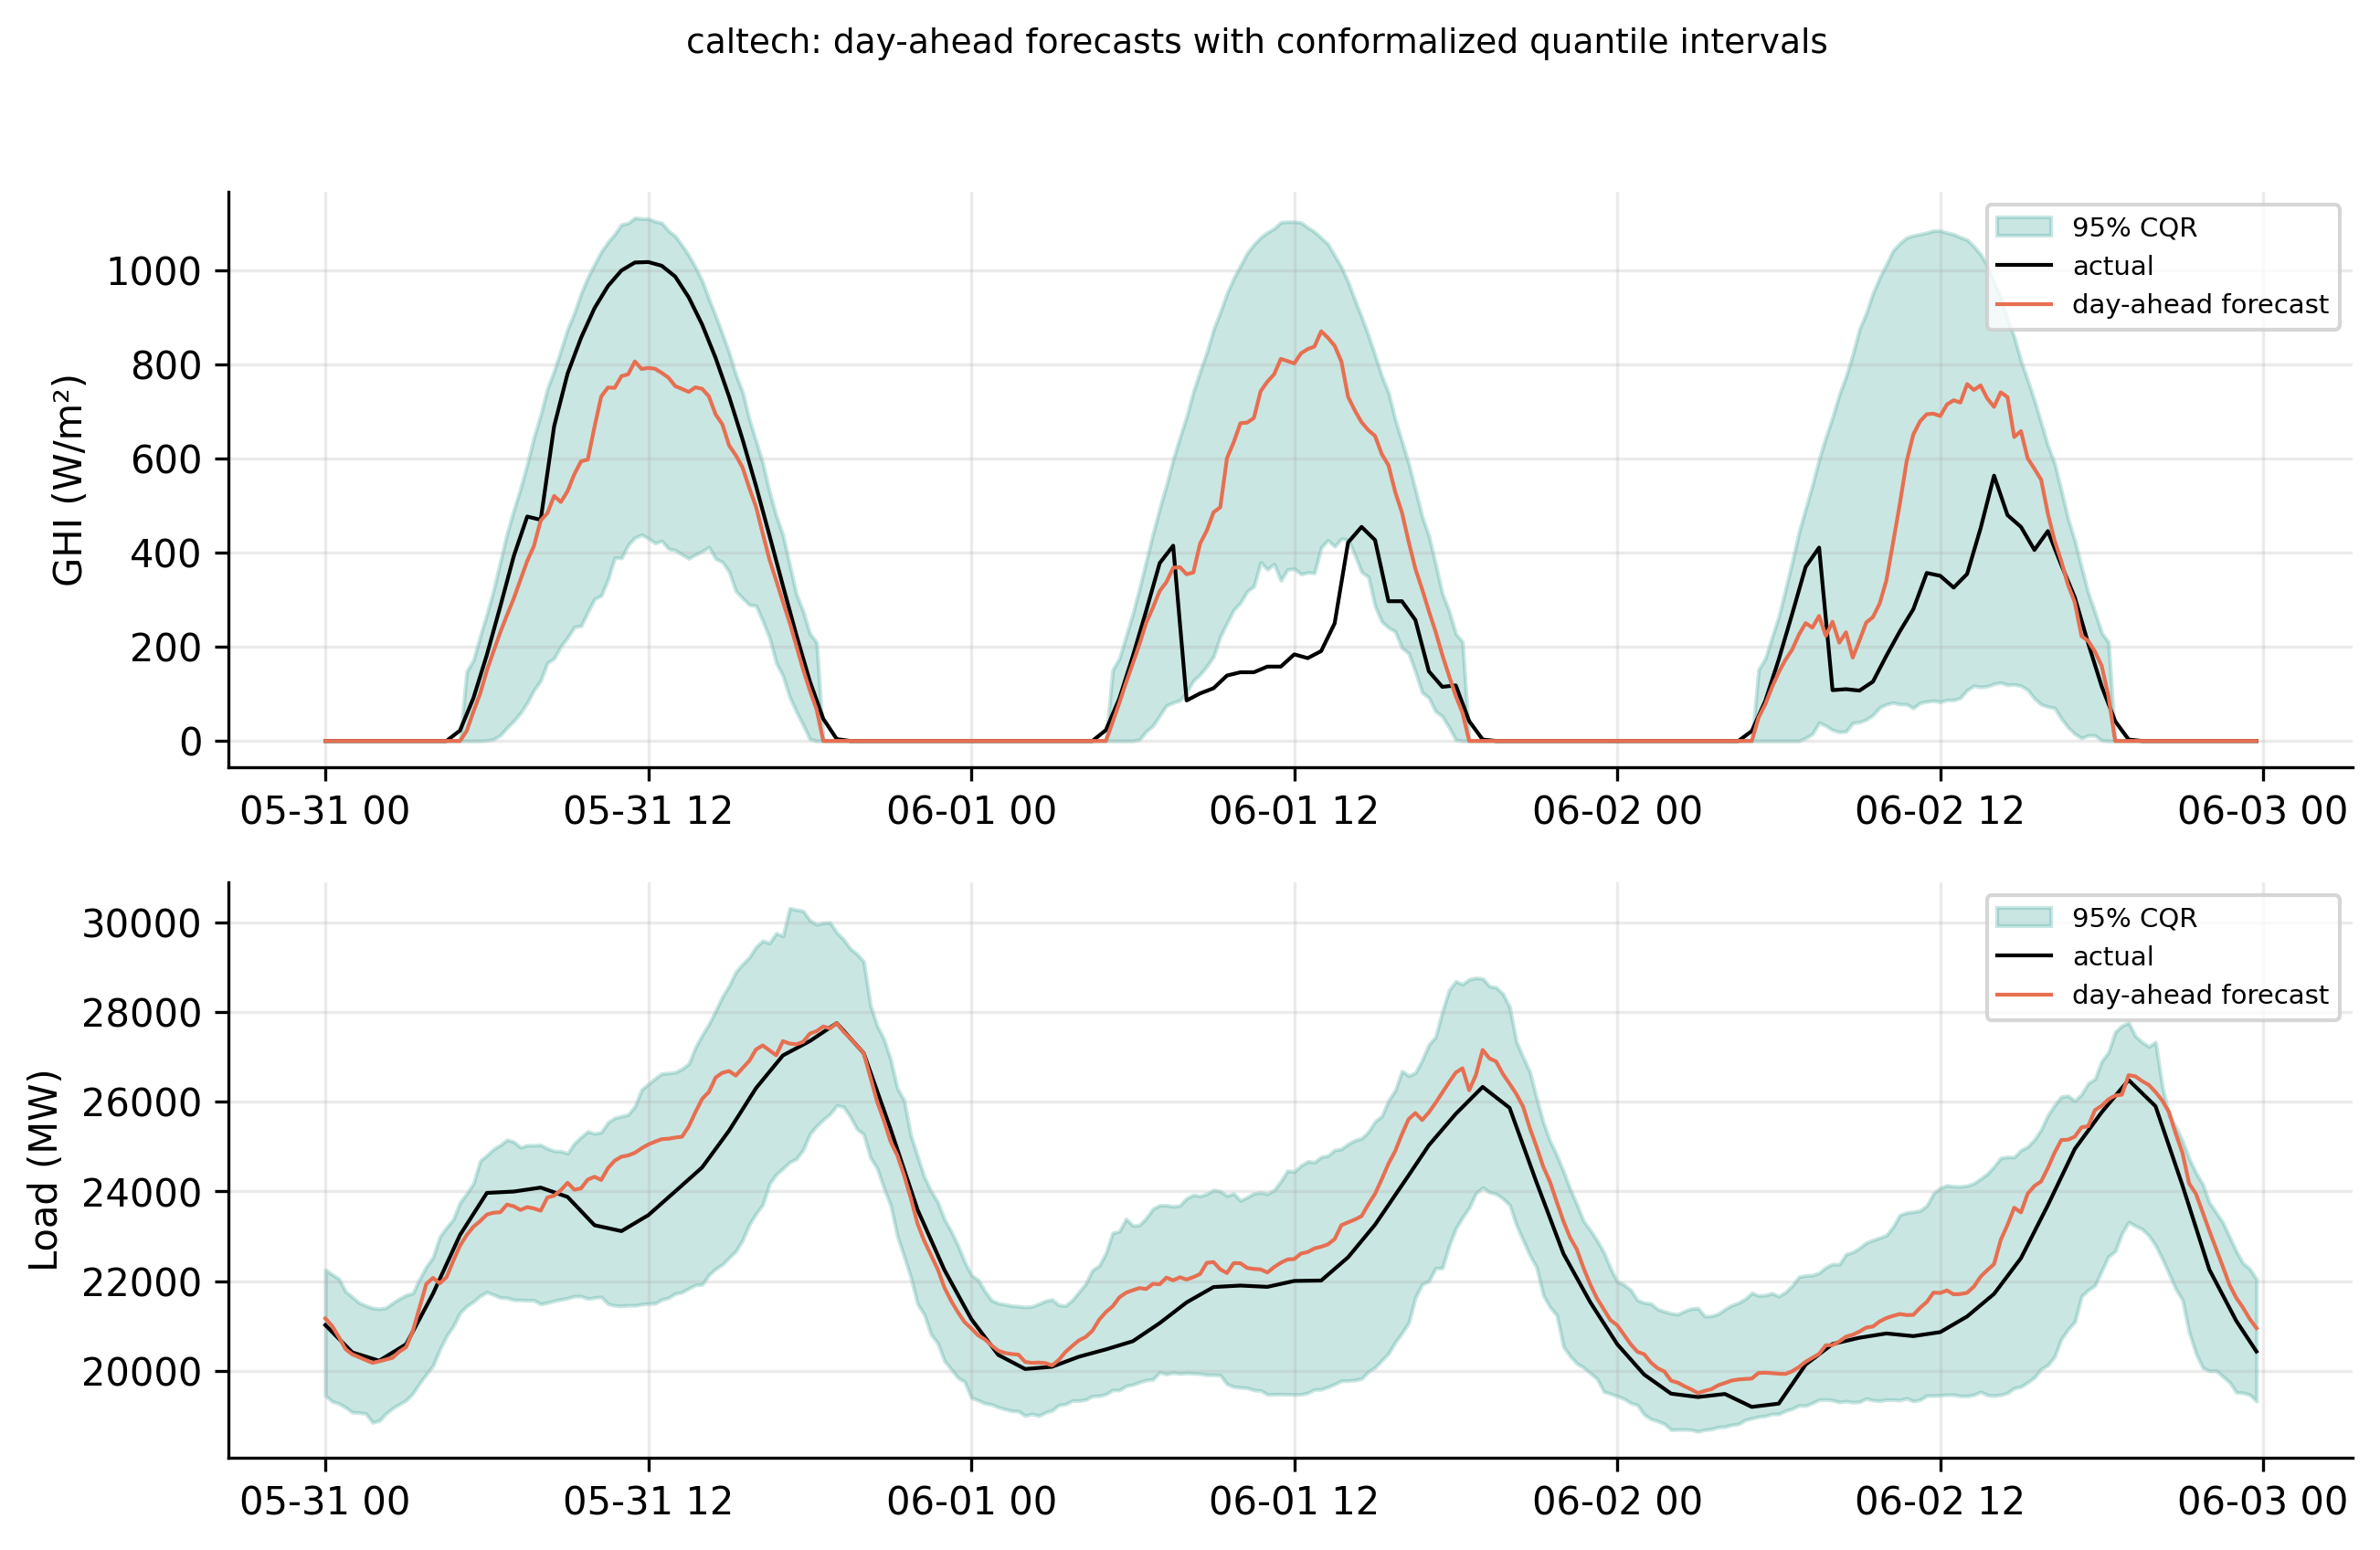 caltech: day-ahead forecasts with conformalized quantile intervals
GHI (W/m²)
1000
800
600
400
200
0
95% CQR
actual
day-ahead forecast
05-31 00
05-31 12
06-01 00
06-01 12
06-02 00
06-02 12
06-03 00
Load (MW)
30000
28000
26000
24000
22000
20000
95% CQR
actual
day-ahead forecast
05-31 00
05-31 12
06-01 00
06-01 12
06-02 00
06-02 12
06-03 00